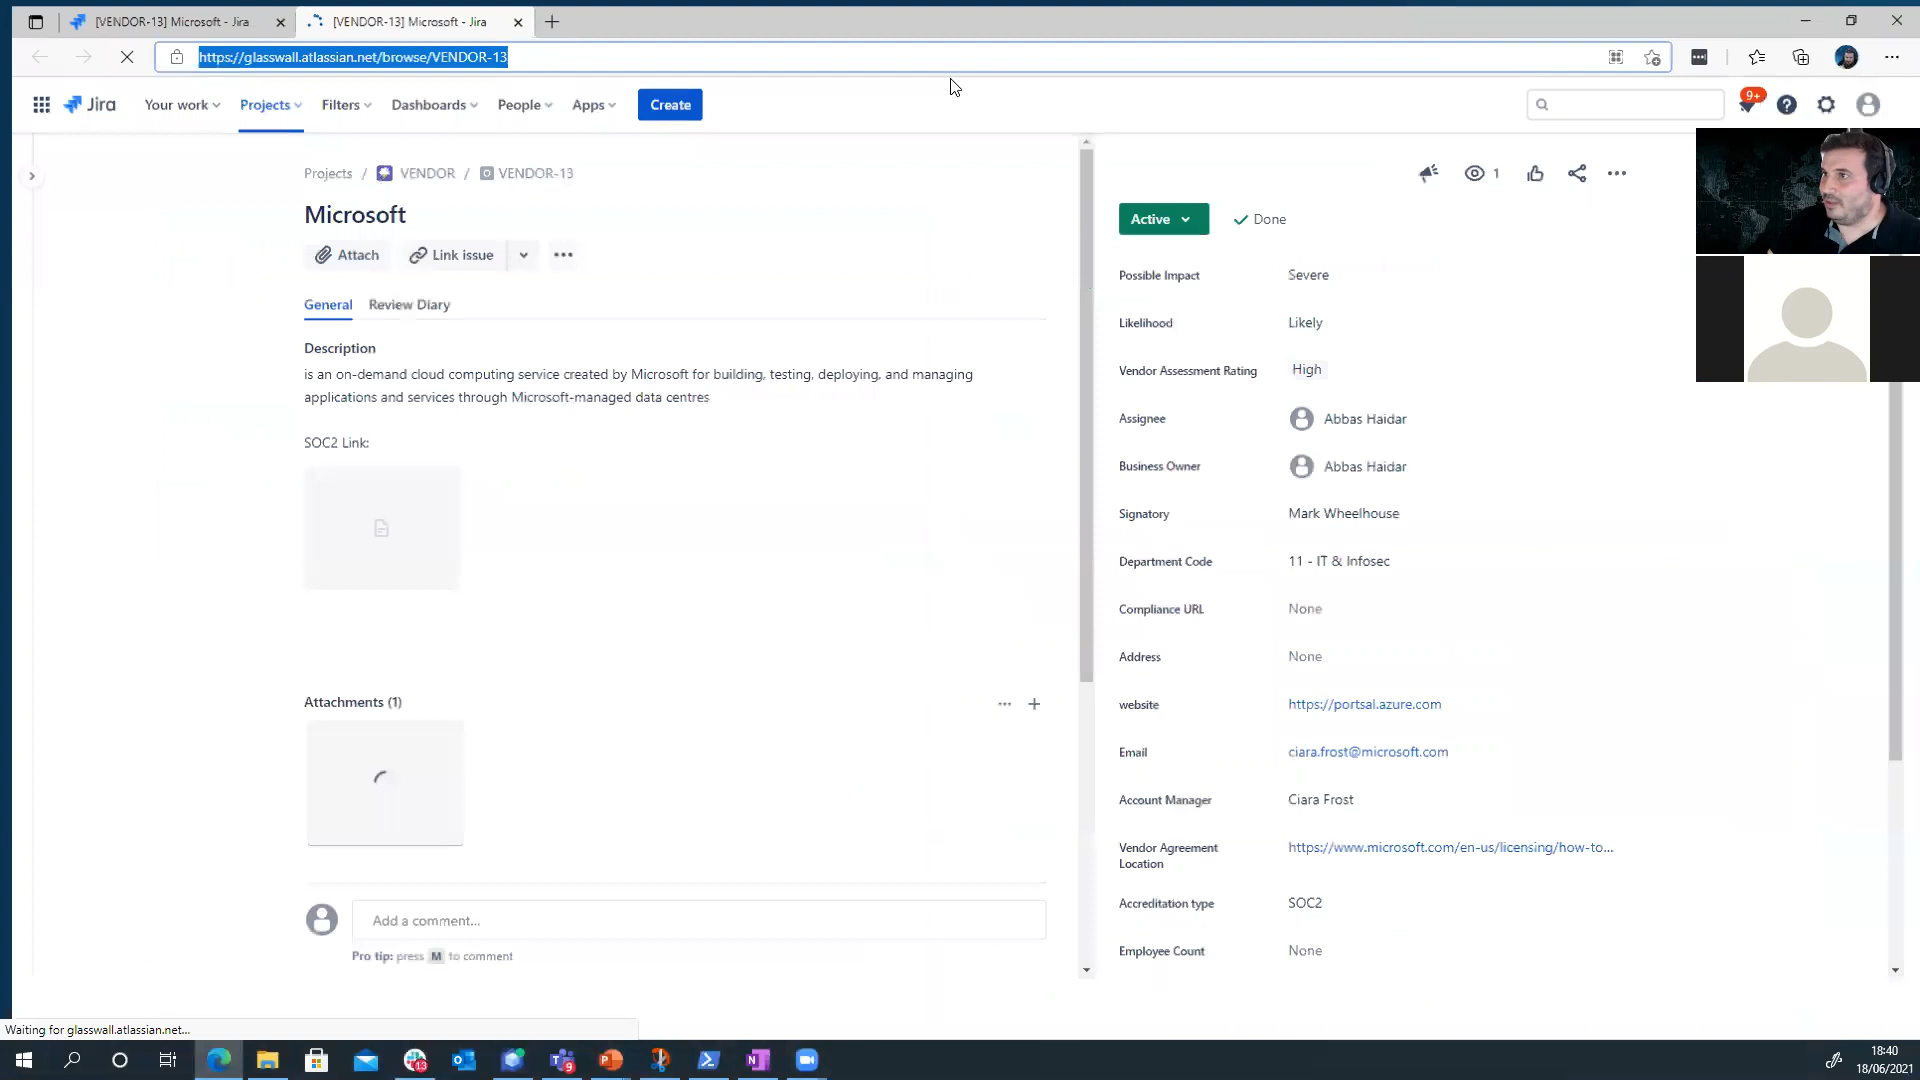 [VENDOR-13] Microsoft - Jira
[VENDOR-13] Microsoft - Jira
https://glasswall.atlassian.net/browse/VENDOR-13
Jira
Your work
Projects
Filters
Dashboards
People
Apps
Create
9+
Projects / VENDOR / VENDOR-13
1
Microsoft
Attach
Link issue
Active
Done
General
Review Diary
Description
is an on-demand cloud computing service created by Microsoft for building, testing, deploying, and managing
applications and services through Microsoft-managed data centres
SOC2 Link:
Attachments (1)
Add a comment...
Pro tip: press M to comment
Possible Impact
Severe
Likelihood
Likely
Vendor Assessment Rating
High
Assignee
Abbas Haidar
Business Owner
Abbas Haidar
Signatory
Mark Wheelhouse
Department Code
11 - IT & Infosec
Compliance URL
None
Address
None
website
https://portsal.azure.com
Email
ciara.frost@microsoft.com
Account Manager
Ciara Frost
Vendor Agreement
Location
https://www.microsoft.com/en-us/licensing/how-to...
Accreditation type
SOC2
Employee Count
None
Waiting for glasswall.atlassian.net...
13
9
18:40
18/06/2021